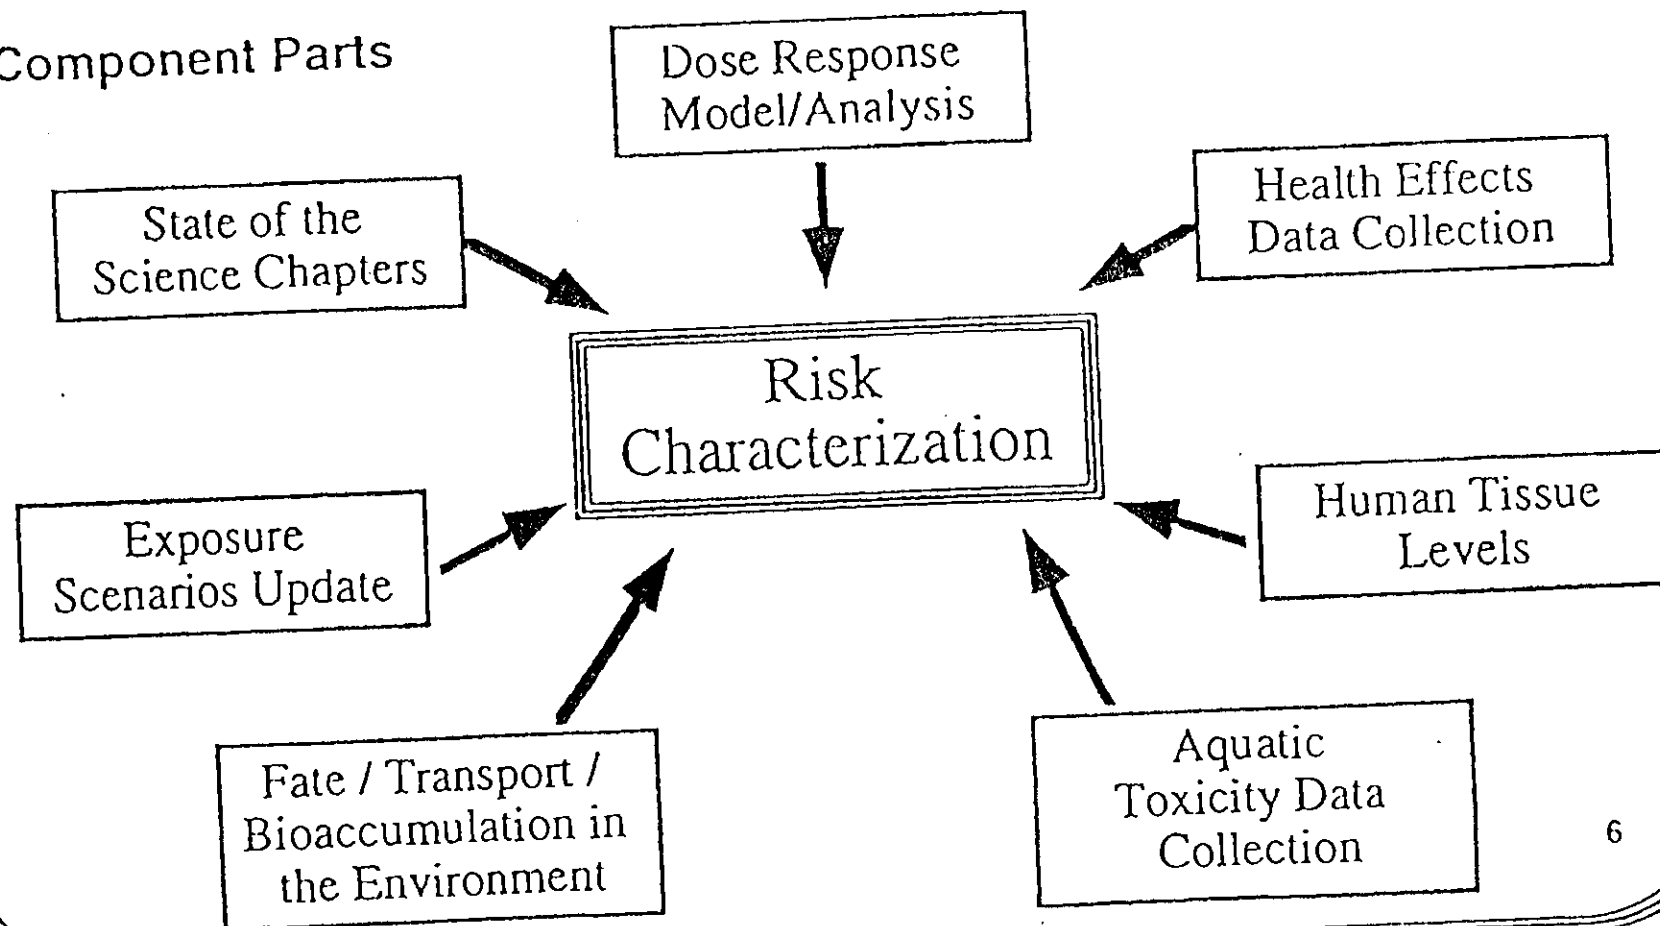 Component Parts
Dose Response
Model/Analysis
State of the
Science Chapters
Health Effects
Data Collection
Risk
Characterization
Exposure
Scenarios Update
Human Tissue
Levels
Fate / Transport /
Bioaccumulation in
the Environment
Aquatic
Toxicity Data
Collection
6